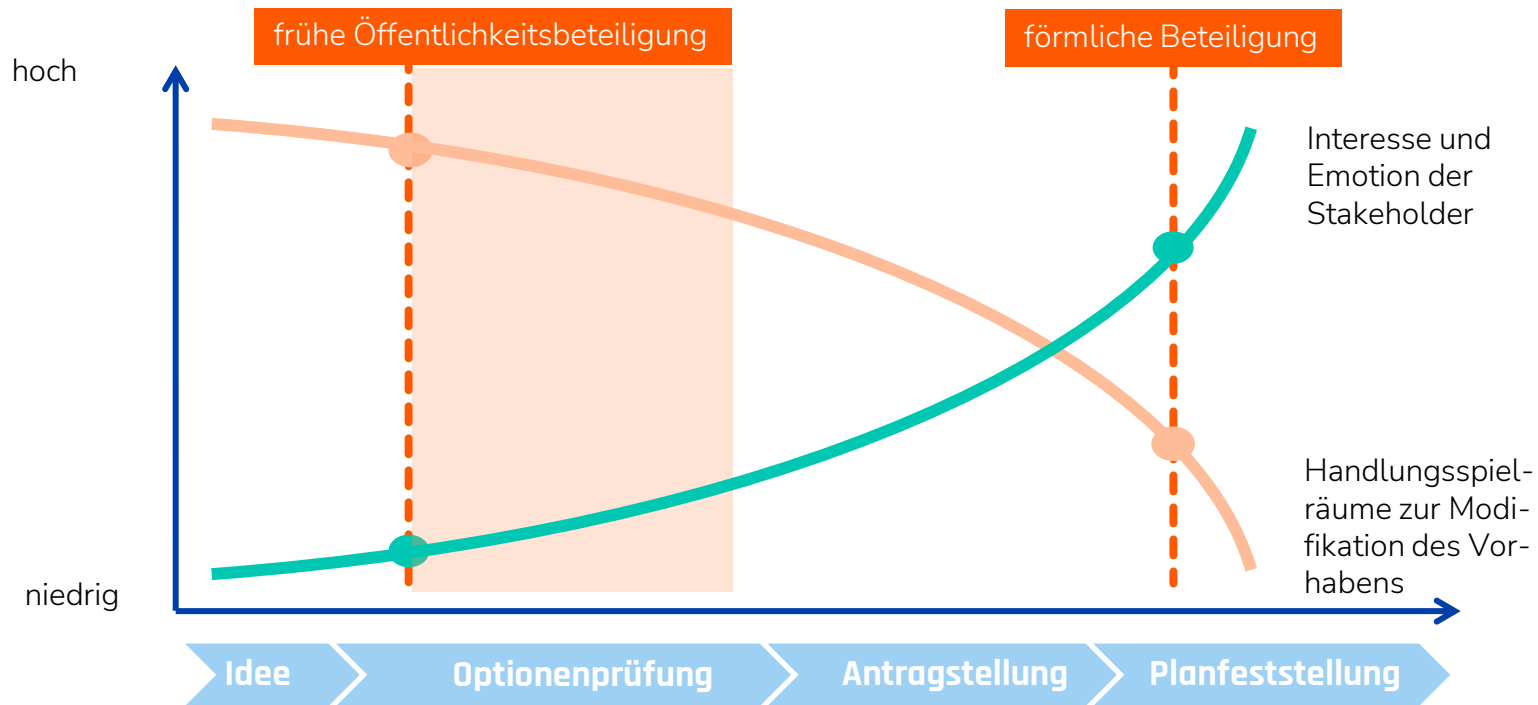 frühe Öffentlichkeitsbeteiligung
förmliche Beteiligung
hoch
Interesse und
Emotion der
Stakeholder
Handlungsspiel-
räume zur Modi-
fikation des Vor-
habens
niedrig
Idee
Optionenprüfung
Antragstellung
Planfeststellung